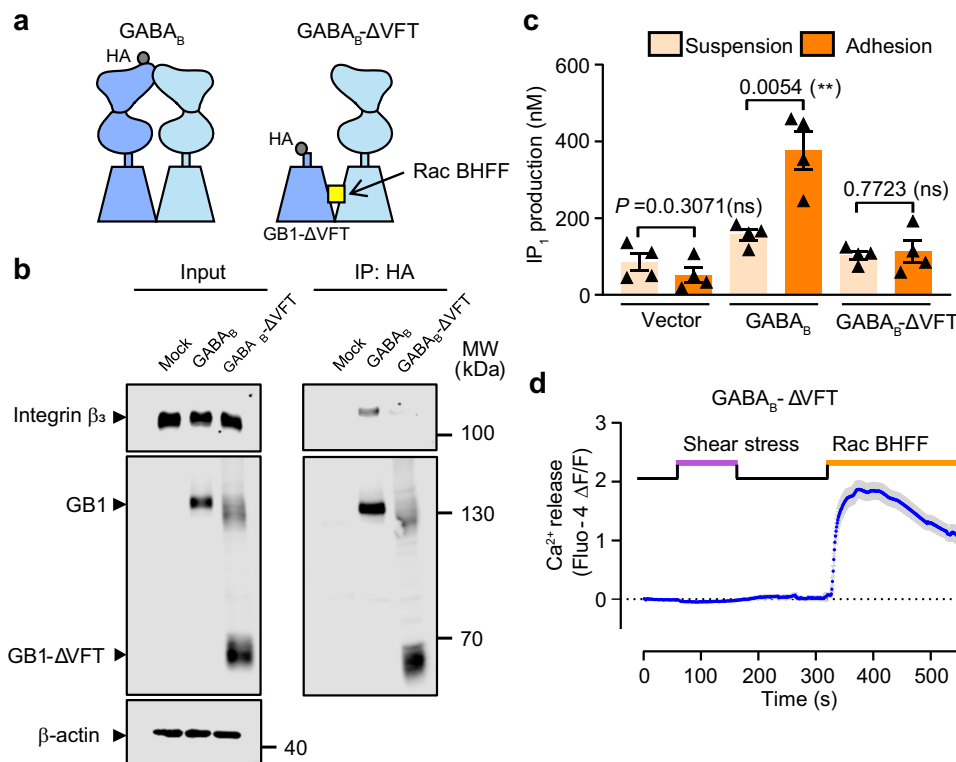 a
GABAB
GABAB-ΔVFT
HA
HA
Rac BHFF
GB1-ΔVFT
b
Input
IP: HA
Mock
GABAB
GABA B-ΔVFT
Mock
GABAB
GABAB-ΔVFT
MW
(kDa)
Integrin β3
100
GB1
130
70
GB1-ΔVFT
β-actin
40
c
Suspension
Adhesion
IP1 production (nM)
600
400
200
0
P =0.0.3071(ns)
0.0054 (**)
0.7723 (ns)
Vector
GABAB
GABAB-ΔVFT
d
GABAB- ΔVFT
Shear stress
Rac BHFF
Ca2+ release
(Fluo-4 ΔF/F)
3
2
1
0
0 100 200 300 400 500
Time (s)